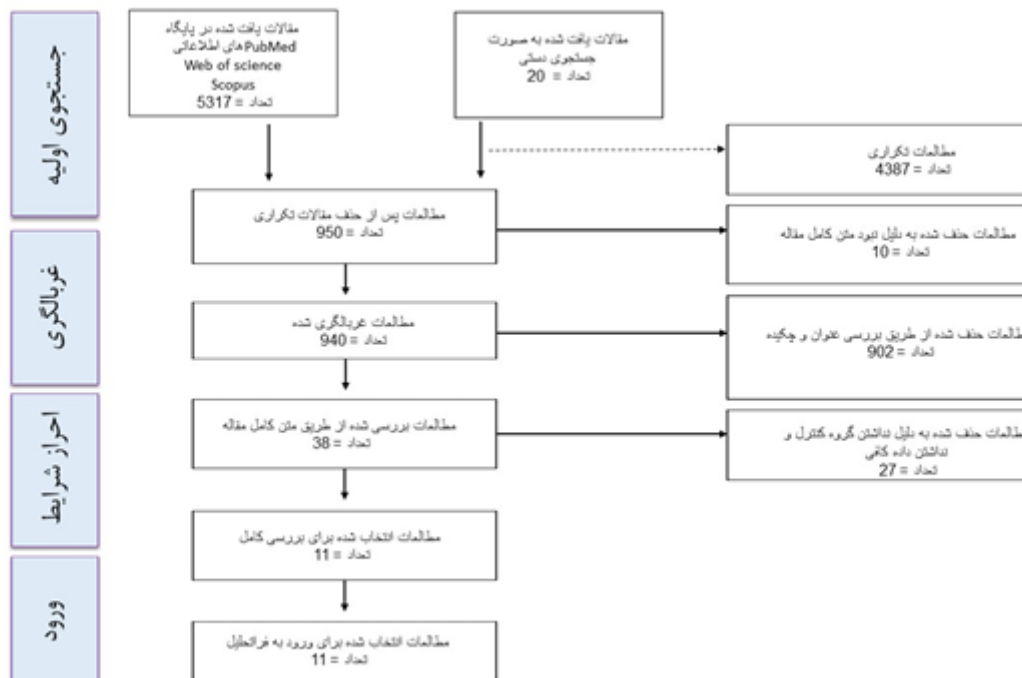 جستجوی اولیه
مقالات یافت شده در پایگاه
های اطلاعاتی PubMed
Web of science
Scopus
تعداد = 5317
مقالات یافت شده به صورت
جستجوی دستی
تعداد = 20
مطالعات تکراری
تعداد = 4387
مطالعات پس از حذف مقالات تکراری
تعداد = 950
مطالعات حذف شده به دلیل نبود متن کامل مقاله
تعداد = 10
غربالگری
مطالعات غربالگری شده
تعداد = 940
مطالعات حذف شده از طریق بررسی عنوان و چکیده
تعداد = 902
احراز شرایط
مطالعات بررسی شده از طریق متن کامل مقاله
تعداد = 38
مطالعات حذف شده به دلیل نداشتن گروه کنترل و
نداشتن داده کافی
تعداد = 27
مطالعات انتخاب شده برای بررسی کامل
تعداد = 11
ورود
مطالعات انتخاب شده برای ورود به فراتحلیل
تعداد = 11